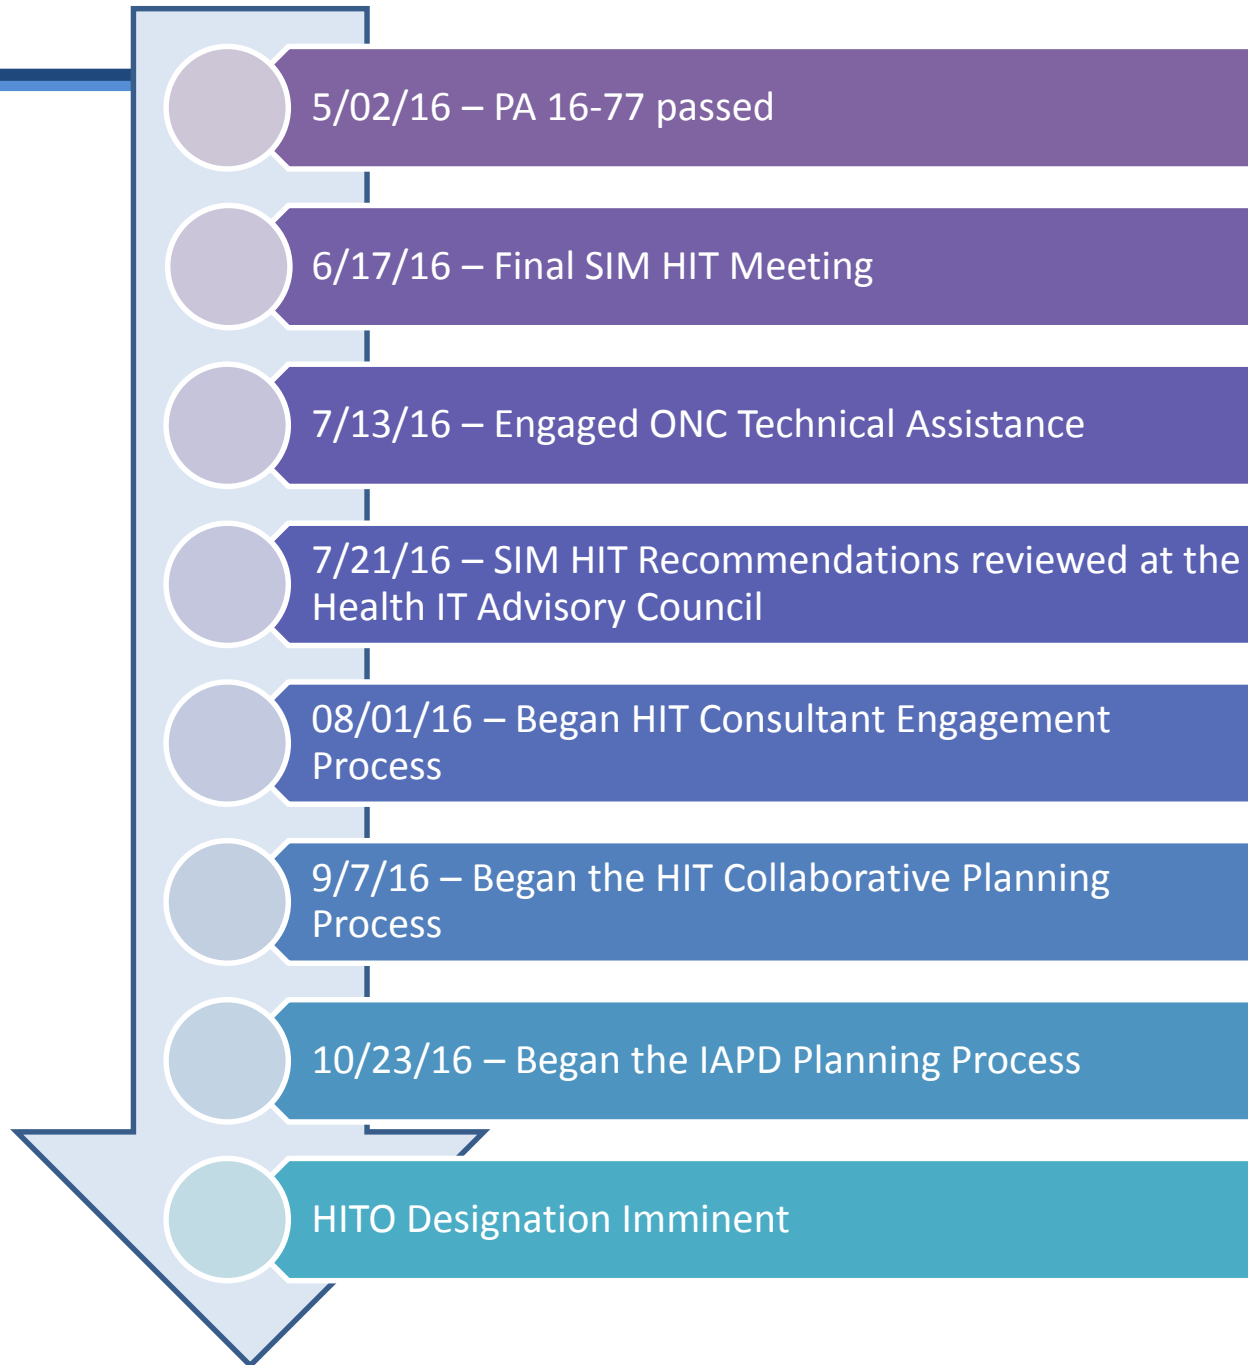 5/02/16 – PA 16-77 passed
6/17/16 – Final SIM HIT Meeting
7/13/16 – Engaged ONC Technical Assistance
7/21/16 – SIM HIT Recommendations reviewed at the
Health IT Advisory Council
08/01/16 – Began HIT Consultant Engagement
Process
9/7/16 – Began the HIT Collaborative Planning
Process
10/23/16 – Began the IAPD Planning Process
HITO Designation Imminent